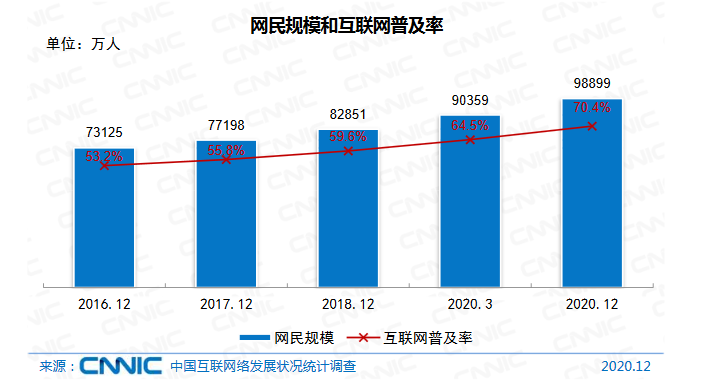 网民规模和互联网普及率
单位：万人
73125 77198 82851 90359 98899
53.2% 55.8% 59.6% 64.5% 70.4%
2016.12 2017.12 2018.12 2020.3 2020.12
网民规模 互联网普及率
来源：CNNIC 中国互联网络发展状况统计调查 2020.12